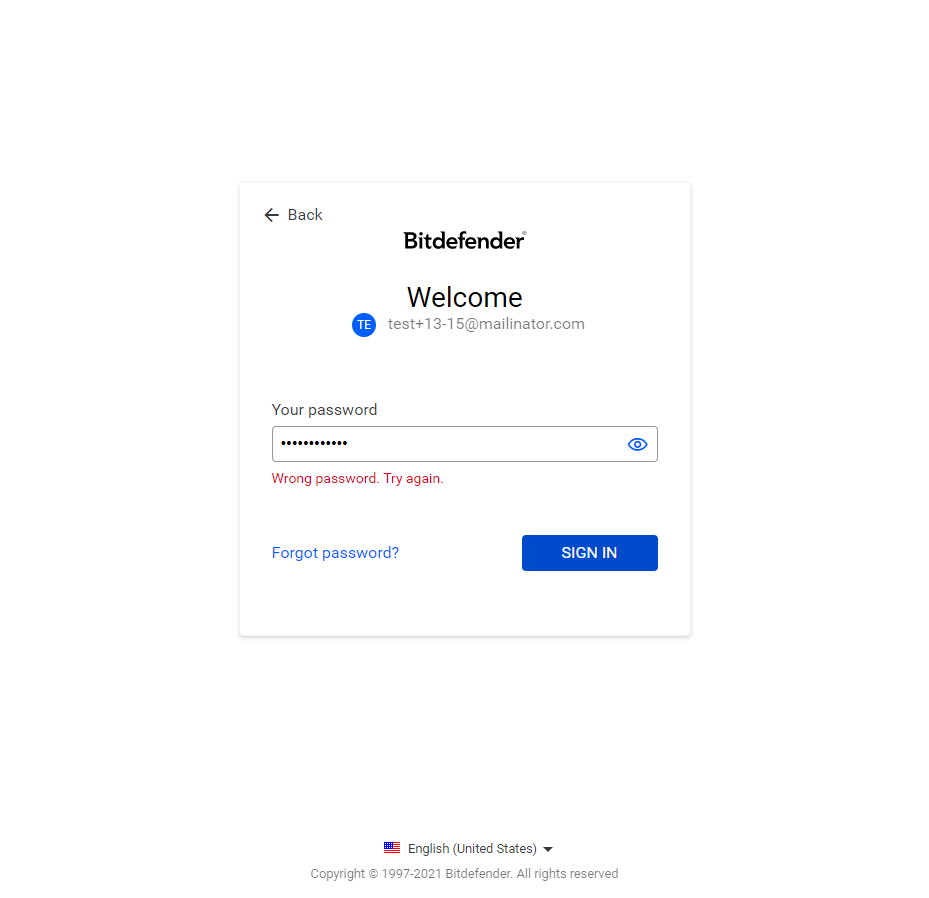 Back
Bitdefender®
Welcome
TE test+13-15@mailinator.com
Your password
••••••••••••
Wrong password. Try again.
Forgot password? SIGN IN
English (United States)
Copyright © 1997-2021 Bitdefender. All rights reserved